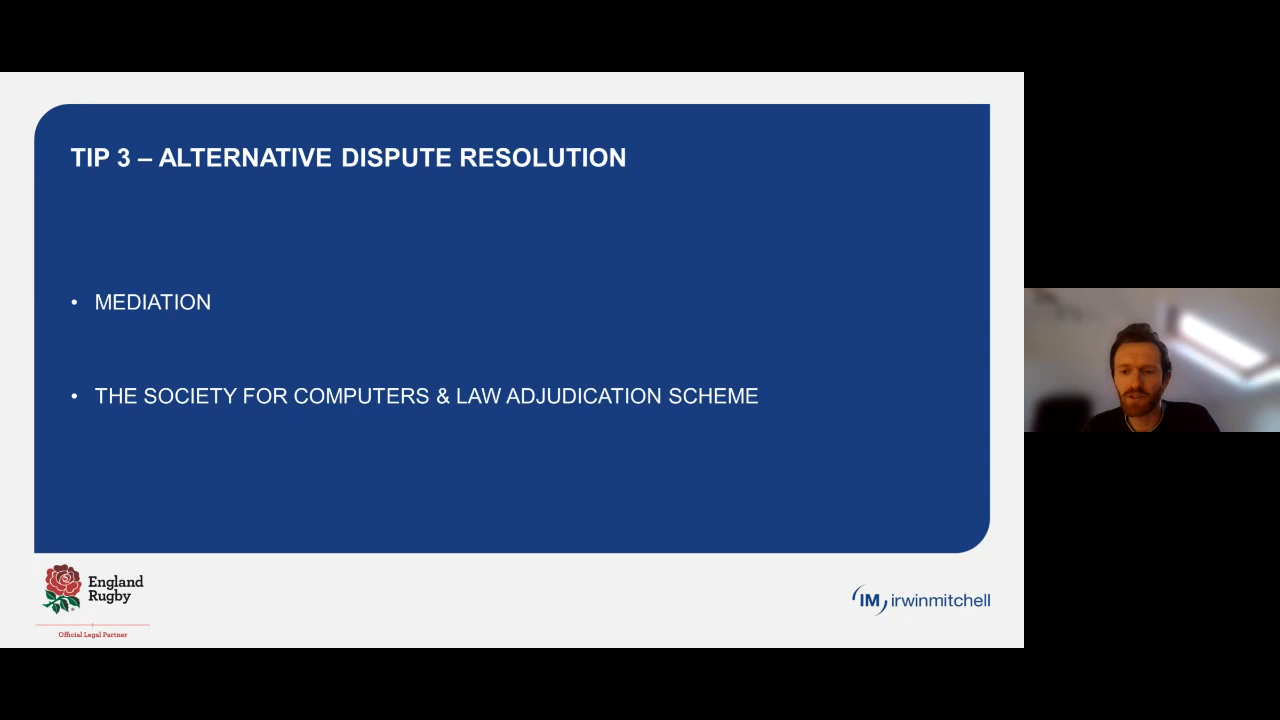 TIP 3 – ALTERNATIVE DISPUTE RESOLUTION
• MEDIATION
• THE SOCIETY FOR COMPUTERS & LAW ADJUDICATION SCHEME
England
Rugby
Official Legal Partner
IM irwinmitchell